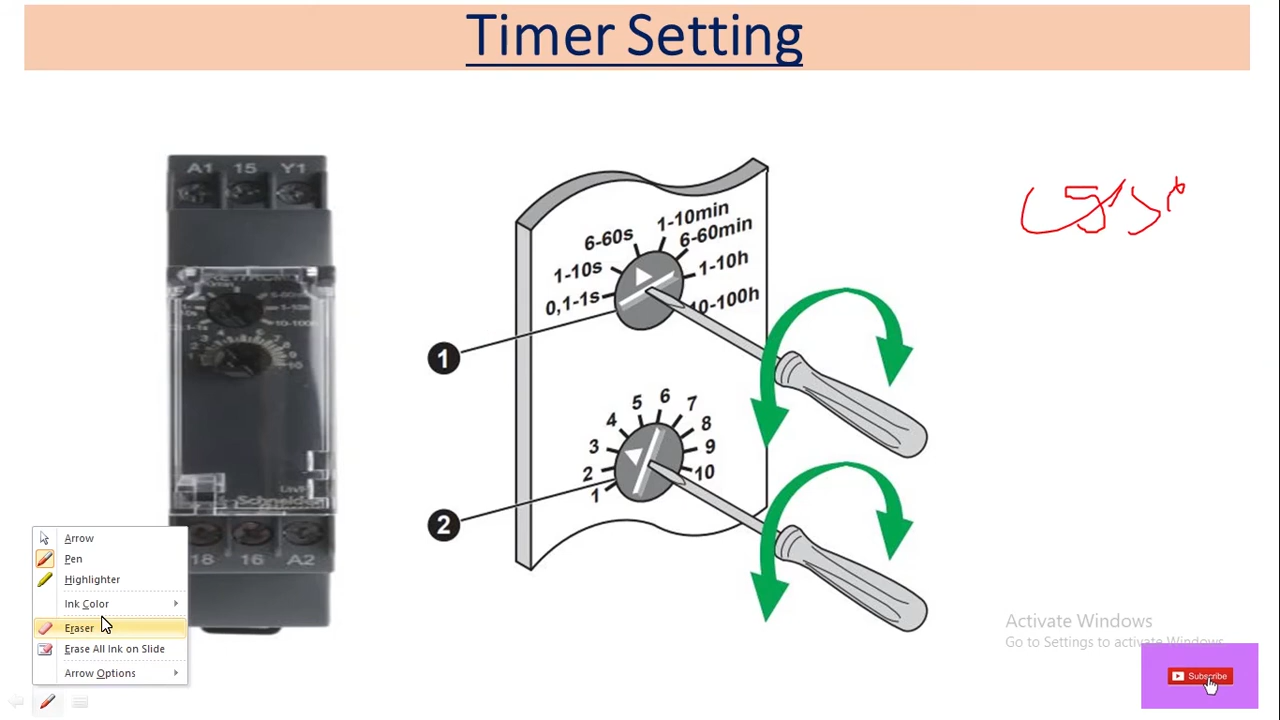 Timer Setting
A1 15 Y1
1-10min
6-60s
6-60min
1-10s
1-10h
0,1-1s
10-100h
1
6
5
7
4
8
3
9
2
10
1
2
18 16 A2
Schneider
Arrow
Pen
Highlighter
Ink Color
Eraser
Erase All Ink on Slide
Arrow Options
Activate Windows
Go to Settings to activate Windows.
Subscribe